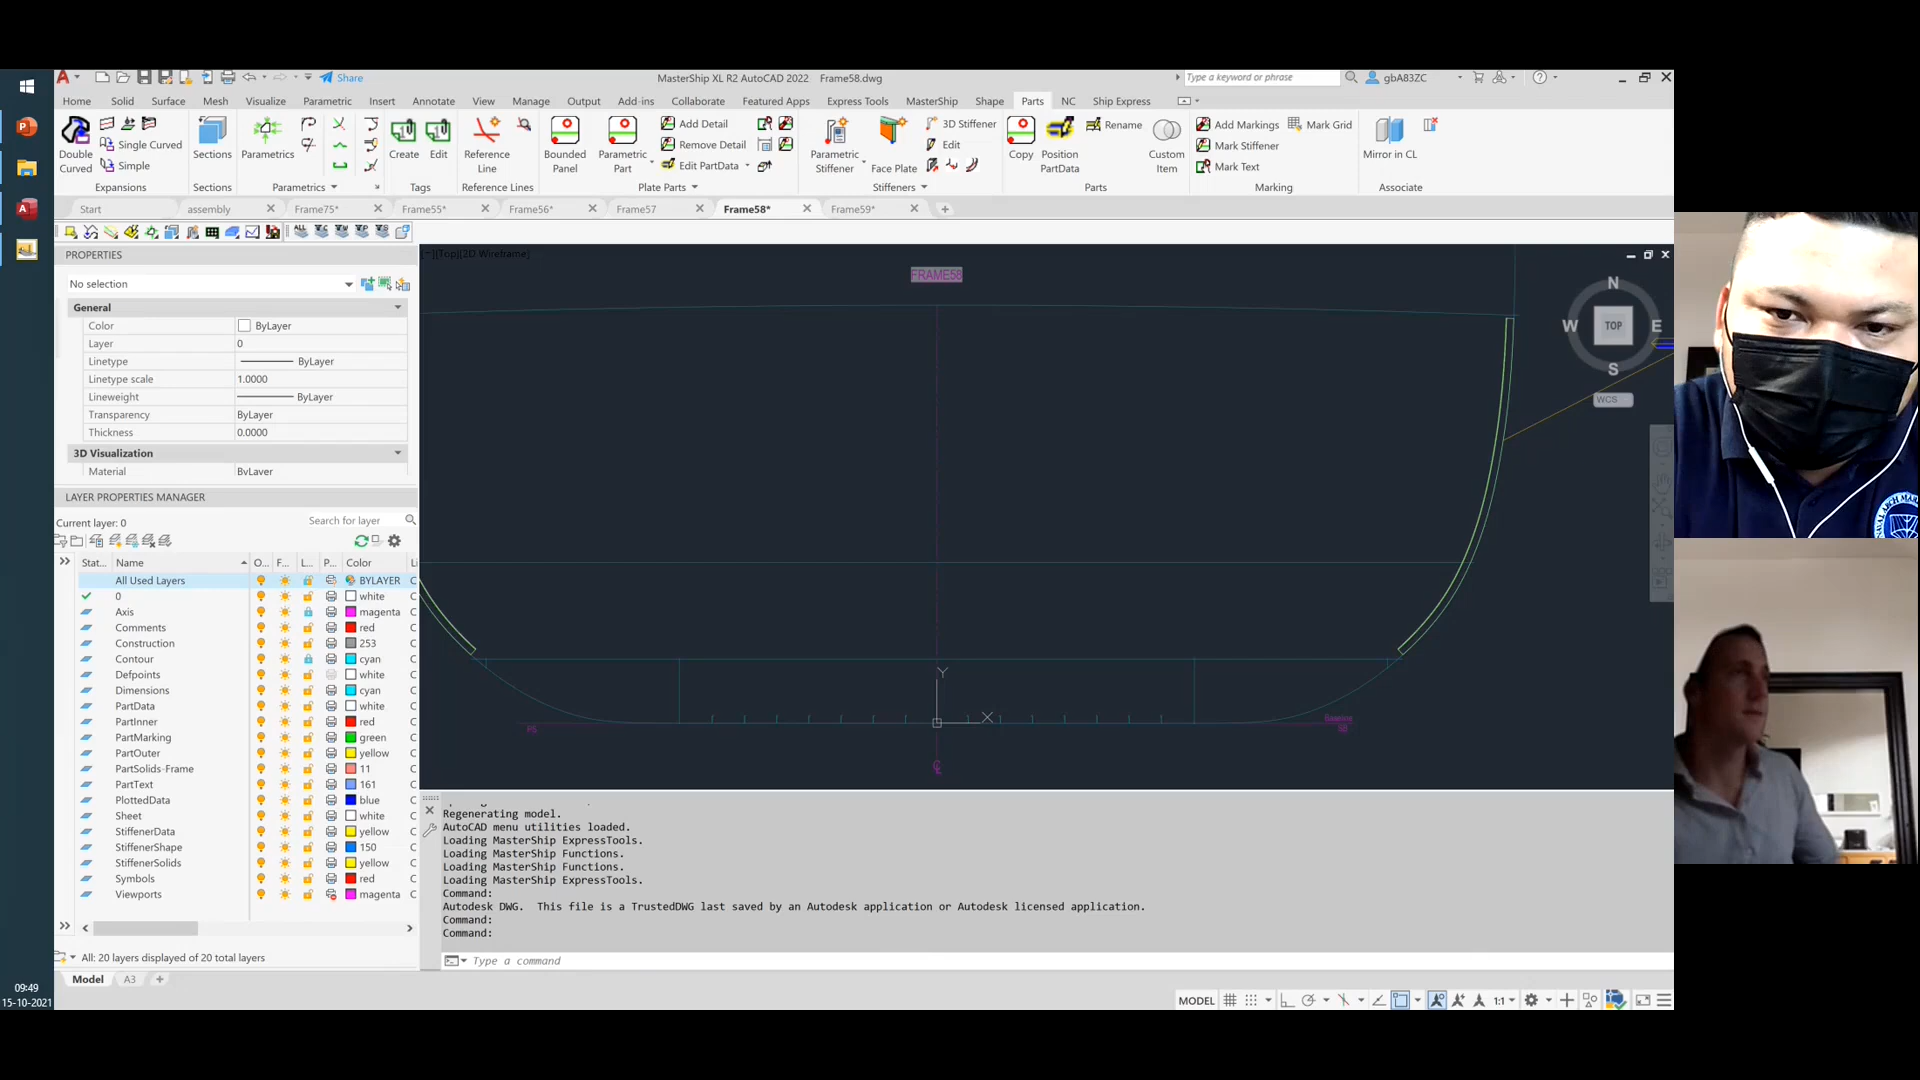 MasterShip XL R2 AutoCAD 2022 Frame58.dwg
Share
Type a keyword or phrase
gbA83ZC
Home Solid Surface Mesh Visualize Parametric Insert Annotate View Manage Output Add-ins Collaborate Featured Apps Express Tools MasterShip Shape Parts NC Ship Express
Double Curved
Single Curved
Simple
Expansions
Sections
Sections
Parametrics
Parametrics
Create
Edit
Tags
Reference Line
Reference Lines
Bounded Panel
Parametric Part
Add Detail
Remove Detail
Edit PartData
Plate Parts
Parametric Stiffener
Face Plate
3D Stiffener
Edit
Stiffeners
Copy
Position PartData
Rename
Custom Item
Parts
Add Markings
Mark Grid
Mark Stiffener
Mark Text
Marking
Mirror in CL
Associate
Start assembly Frame75* Frame55* Frame56* Frame57 Frame58* Frame59*
PROPERTIES
No selection
General
Color ByLayer
Layer 0
Linetype ByLayer
Linetype scale 1.0000
Lineweight ByLayer
Transparency ByLayer
Thickness 0.0000
3D Visualization
Material ByLayer
LAYER PROPERTIES MANAGER
Current layer: 0
Search for layer
Stat... Name O... F... L... P... Color Li
All Used Layers BYLAYER C
0 white C
Axis magenta C
Comments red C
Construction 253 C
Contour cyan C
Defpoints white C
Dimensions cyan C
PartData white C
PartInner red C
PartMarking green C
PartOuter yellow C
PartSolids-Frame 11 C
PartText 161 C
PlottedData blue C
Sheet white C
StiffenerData yellow C
StiffenerShape 150 C
StiffenerSolids yellow C
Symbols red C
Viewports magenta C
All: 20 layers displayed of 20 total layers
Model A3
[-][Top][2D Wireframe]
FRAME58
N
W TOP E
S
WCS
Y
X
PS
Baseline
SB
Regenerating model.
AutoCAD menu utilities loaded.
Loading MasterShip ExpressTools.
Loading MasterShip Functions.
Loading MasterShip Functions.
Loading MasterShip ExpressTools.
Command:
Autodesk DWG. This file is a TrustedDWG last saved by an Autodesk application or Autodesk licensed application.
Command:
Command:
Type a command
MODEL
1:1
09:49
15-10-2021